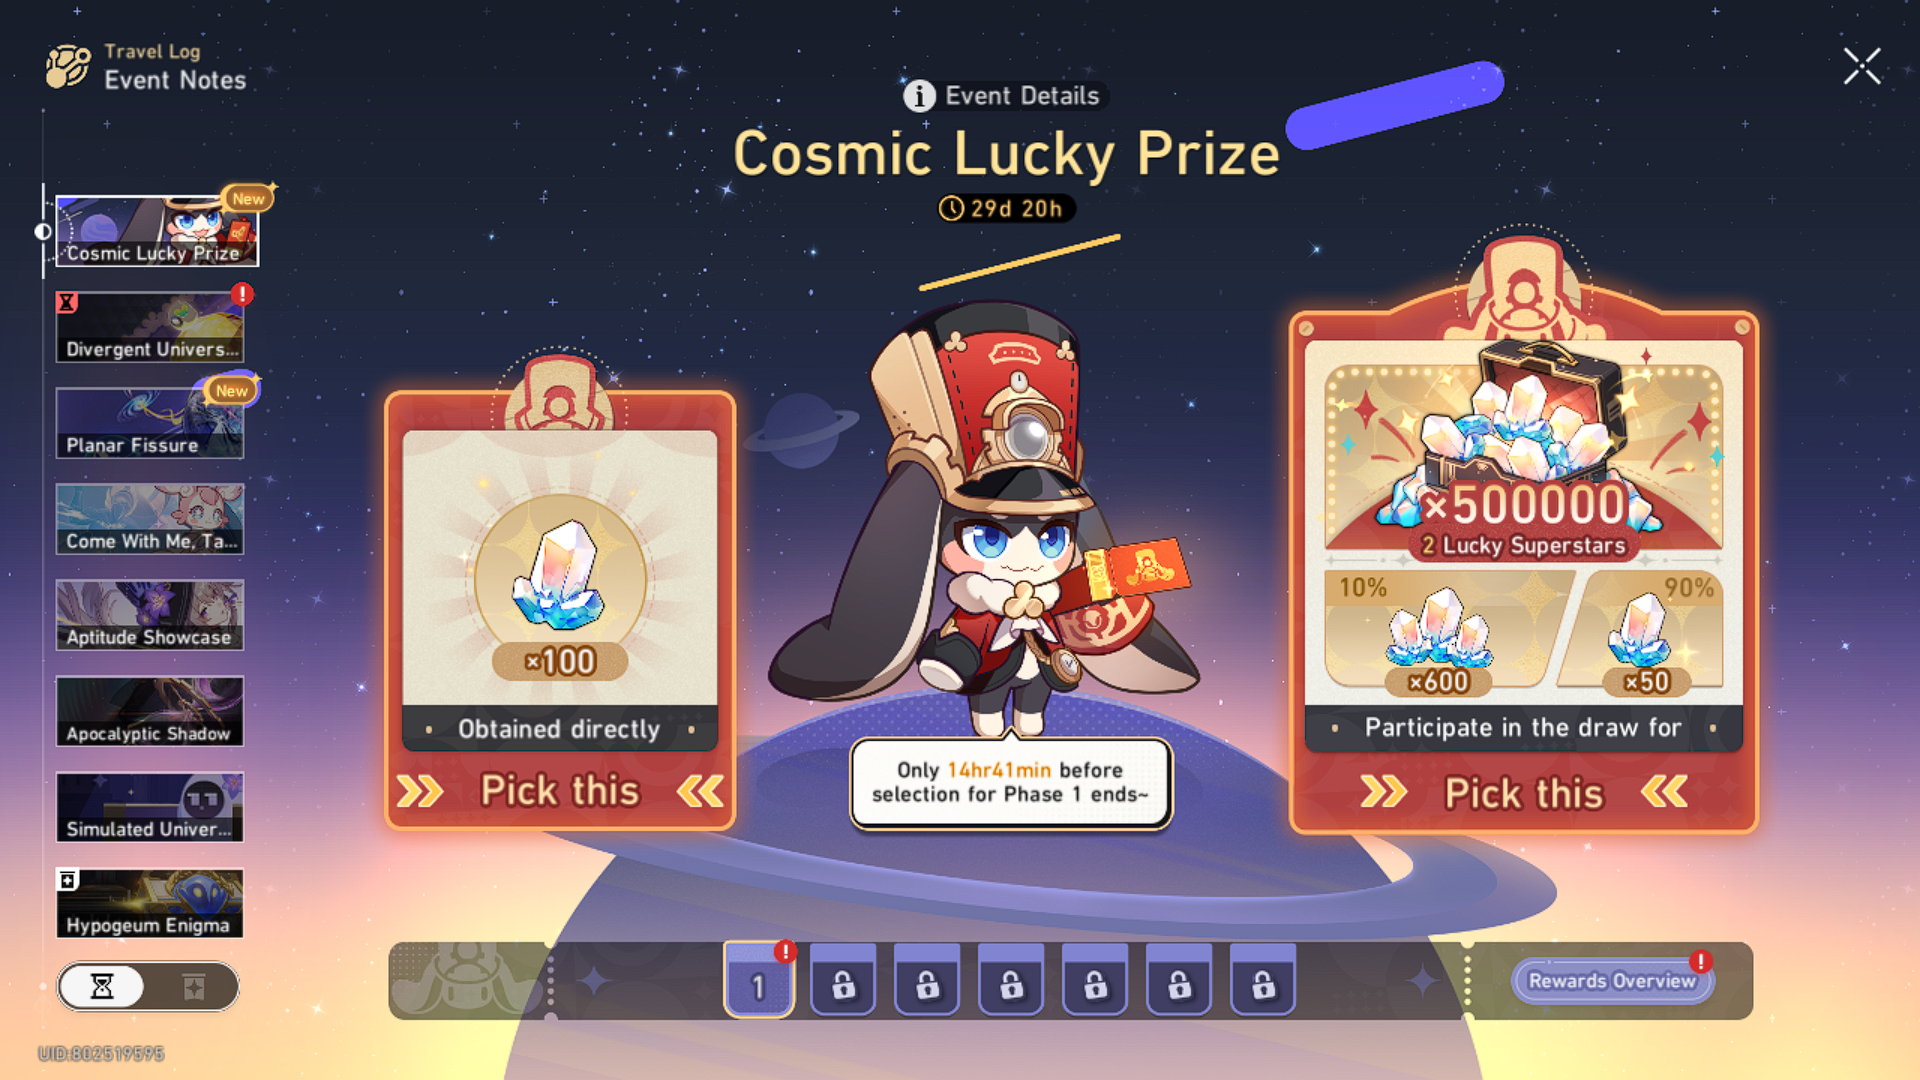 Travel Log
Event Notes
Event Details
Cosmic Lucky Prize
29d 20h
New
Cosmic Lucky Prize
Divergent Univers...
New
Planar Fissure
Come With Me, Ta...
Aptitude Showcase
Apocalyptic Shadow
Simulated Univer...
Hypogeum Enigma
×100
Obtained directly
Pick this
Only 14hr41min before
selection for Phase 1 ends~
×500000
2 Lucky Superstars
10%
×600
90%
×50
Participate in the draw for
Pick this
1
Rewards Overview
UID:802519595